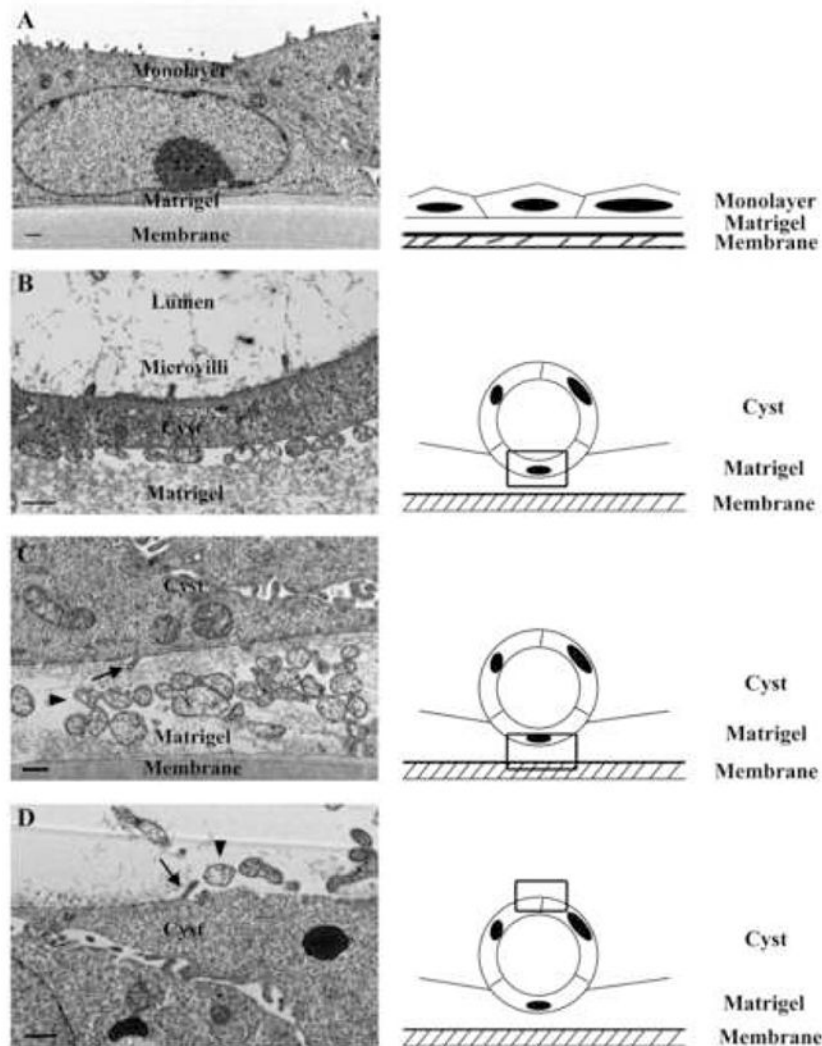 A
Monolayer
Matrigel
Membrane
Monolayer
Matrigel
Membrane
B
Lumen
Microvilli
Cyst
Matrigel
Cyst
Matrigel
Membrane
C
Cyst
Matrigel
Membrane
Cyst
Matrigel
Membrane
D
Cyst
Cyst
Matrigel
Membrane